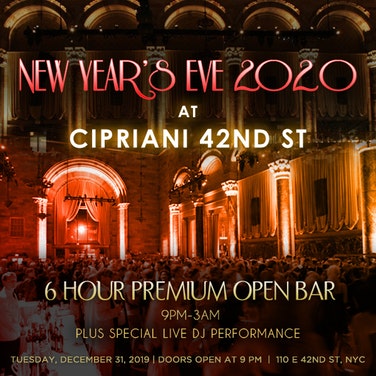 NEW YEAR'S EVE 2020
AT
CIPRIANI 42ND ST
6 HOUR PREMIUM OPEN BAR
9PM-3AM
PLUS SPECIAL LIVE DJ PERFORMANCE
TUESDAY, DECEMBER 31, 2019 | DOORS OPEN AT 9 PM | 110 E 42ND ST, NYC